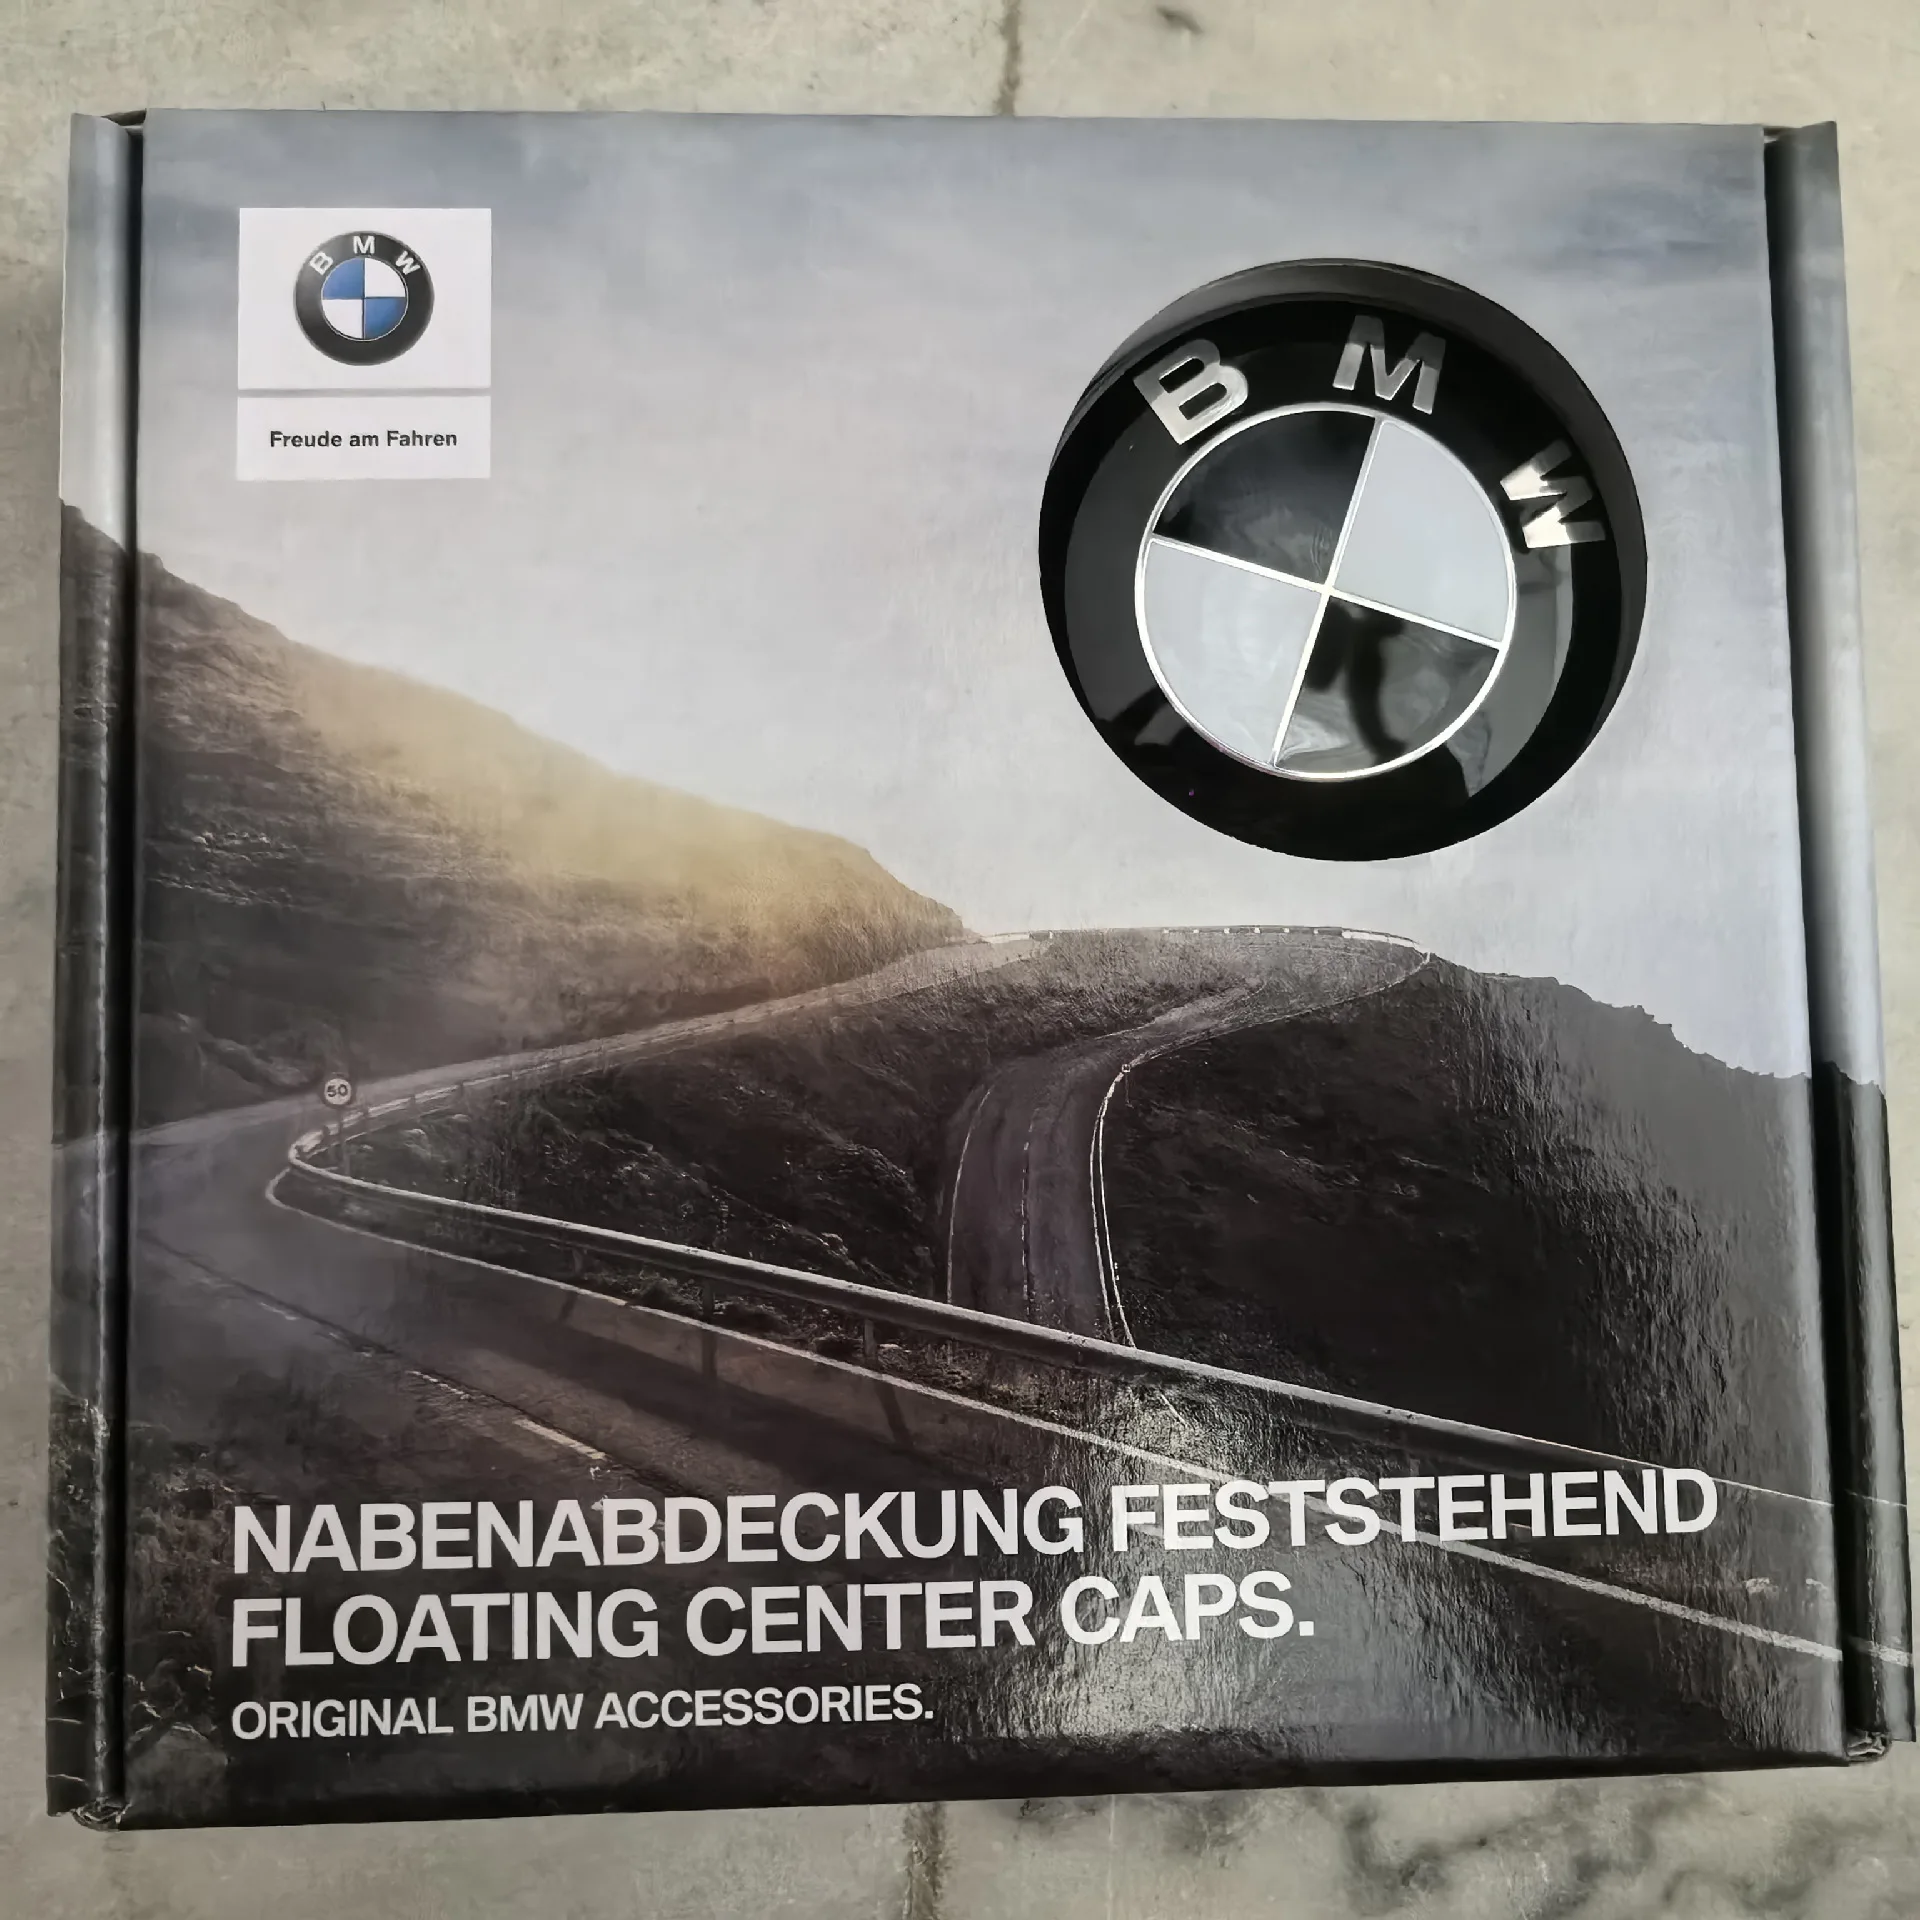 BMW
Freude am Fahren
BMW
50
NABENABDECKUNG FESTSTEHEND
FLOATING CENTER CAPS.
ORIGINAL BMW ACCESSORIES.